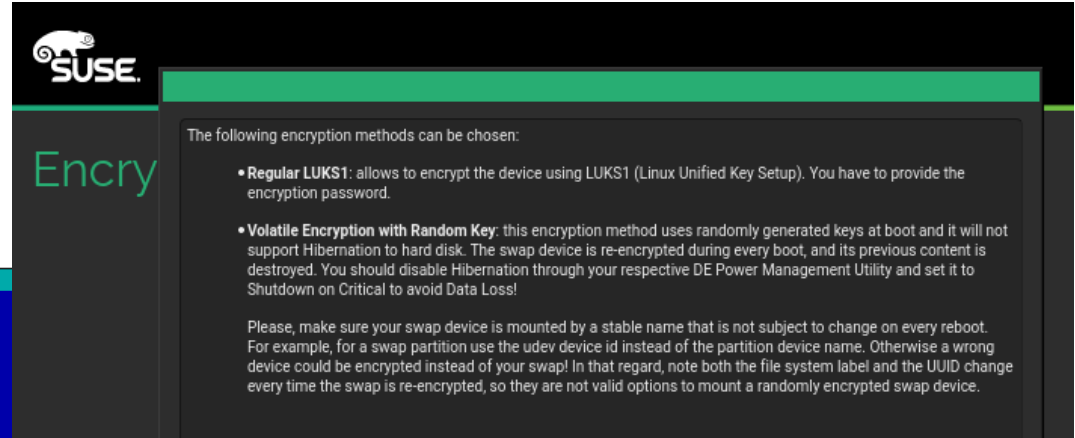 SUSE.
Encry
The following encryption methods can be chosen:
• Regular LUKS1: allows to encrypt the device using LUKS1 (Linux Unified Key Setup). You have to provide the
encryption password.
• Volatile Encryption with Random Key: this encryption method uses randomly generated keys at boot and it will not
support Hibernation to hard disk. The swap device is re-encrypted during every boot, and its previous content is
destroyed. You should disable Hibernation through your respective DE Power Management Utility and set it to
Shutdown on Critical to avoid Data Loss!
Please, make sure your swap device is mounted by a stable name that is not subject to change on every reboot.
For example, for a swap partition use the udev device id instead of the partition device name. Otherwise a wrong
device could be encrypted instead of your swap! In that regard, note both the file system label and the UUID change
every time the swap is re-encrypted, so they are not valid options to mount a randomly encrypted swap device.